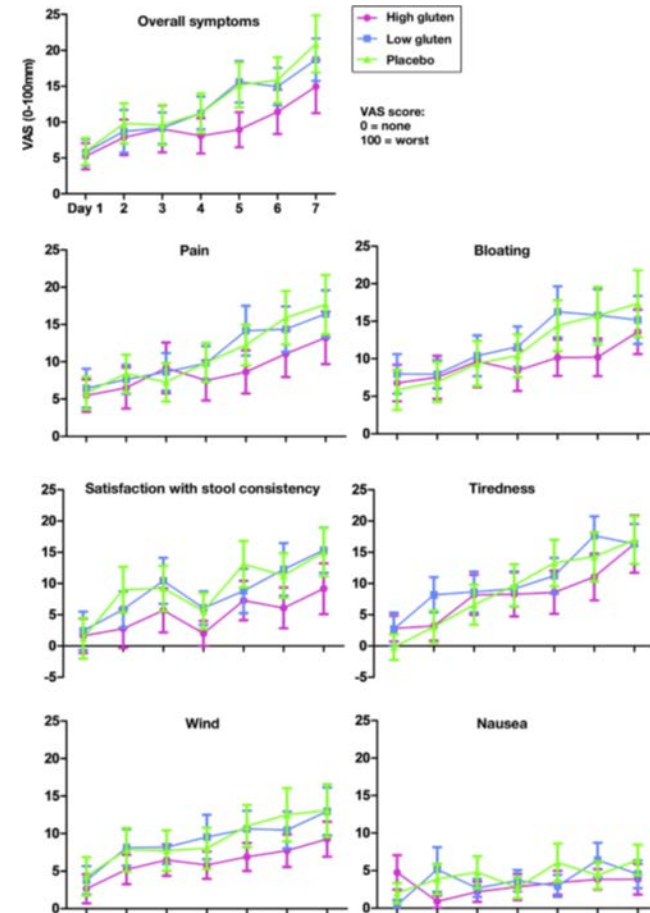 Overall symptoms
High gluten
Low gluten
Placebo
VAS score:
0 = none
100 = worst
VAS (0-100mm)
25
20
15
10
5
0
Day 1 2 3 4 5 6 7
Pain
25
20
15
10
5
0
Bloating
25
20
15
10
5
0
Satisfaction with stool consistency
25
20
15
10
5
0
-5
Tiredness
25
20
15
10
5
0
-5
Wind
25
20
15
10
5
0
Nausea
25
20
15
10
5
0